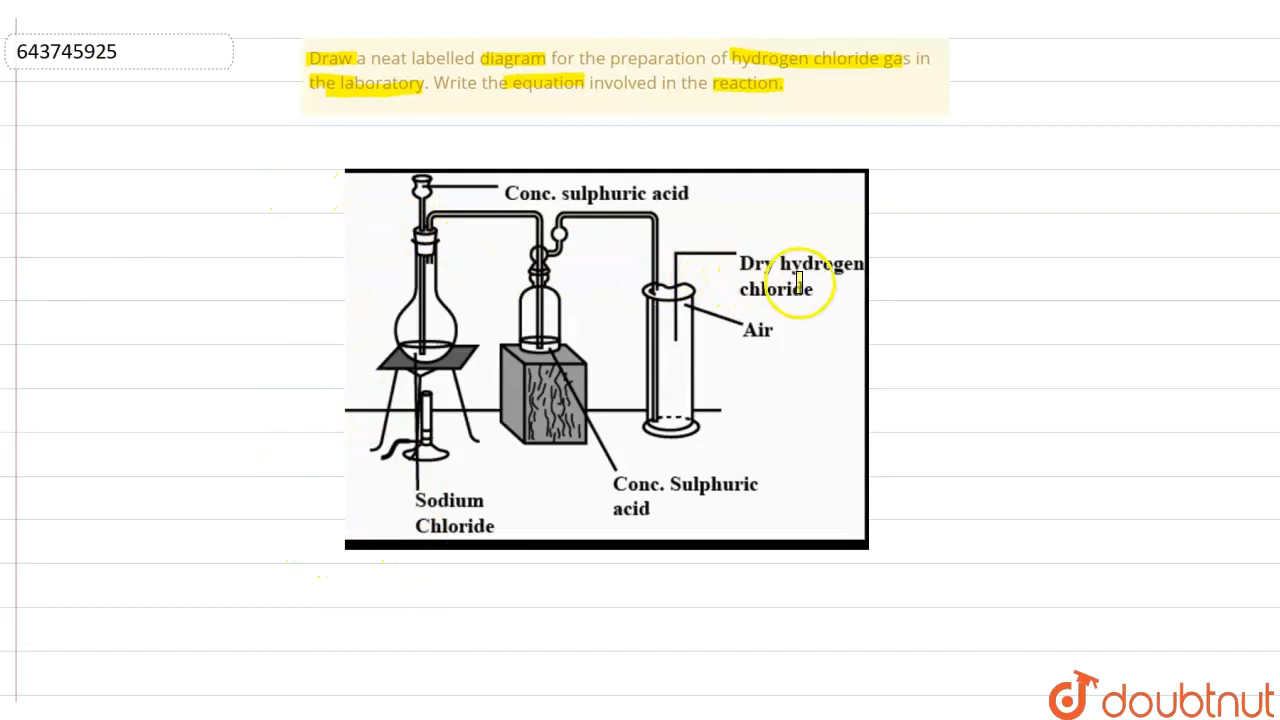 643745925
Draw a neat labelled diagram for the preparation of hydrogen chloride gas in
the laboratory. Write the equation involved in the reaction.
Conc. sulphuric acid
Dry hydrogen
chloride
Air
Conc. Sulphuric
acid
Sodium
Chloride
doubtnut